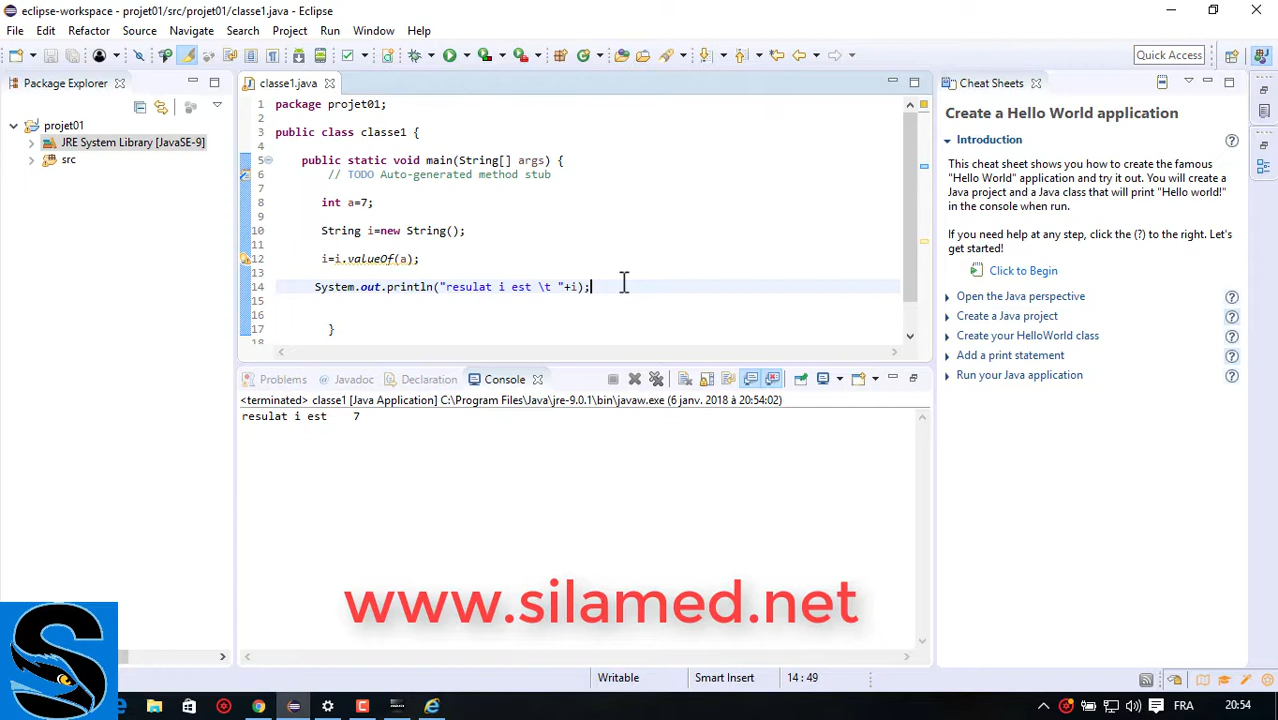 eclipse-workspace - projet01/src/projet01/classe1.java - Eclipse
File Edit Refactor Source Navigate Search Project Run Window Help
Quick Access
Package Explorer
projet01
JRE System Library [JavaSE-9]
src
classe1.java
1 package projet01;
2
3 public class classe1 {
4
5 public static void main(String[] args) {
6 // TODO Auto-generated method stub
7
8 int a=7;
9
10 String i=new String();
11
12 i=i.valueOf(a);
13
14 System.out.println("resulat i est \t "+i);
15
16
17 }
18
Problems Javadoc Declaration Console
<terminated> classe1 [Java Application] C:\Program Files\Java\jre-9.0.1\bin\javaw.exe (6 janv. 2018 à 20:54:02)
resulat i est 7
Cheat Sheets
Create a Hello World application
Introduction
This cheat sheet shows you how to create the famous
"Hello World" application and try it out. You will create a
Java project and a Java class that will print "Hello world!"
in the console when run.
If you need help at any step, click the (?) to the right. Let's
get started!
Click to Begin
Open the Java perspective
Create a Java project
Create your HelloWorld class
Add a print statement
Run your Java application
www.silamed.net
S
Writable Smart Insert 14 : 49
FRA 20:54